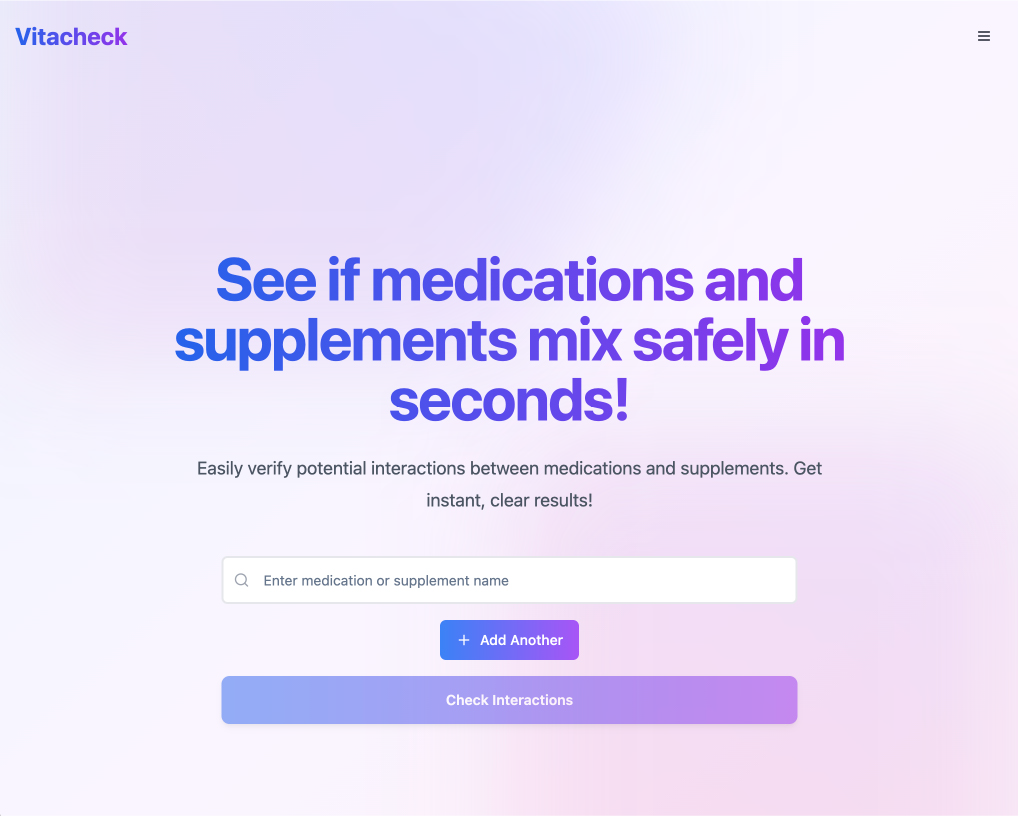 Vitacheck
See if medications and
supplements mix safely in
seconds!
Easily verify potential interactions between medications and supplements. Get
instant, clear results!
Enter medication or supplement name
Add Another
Check Interactions